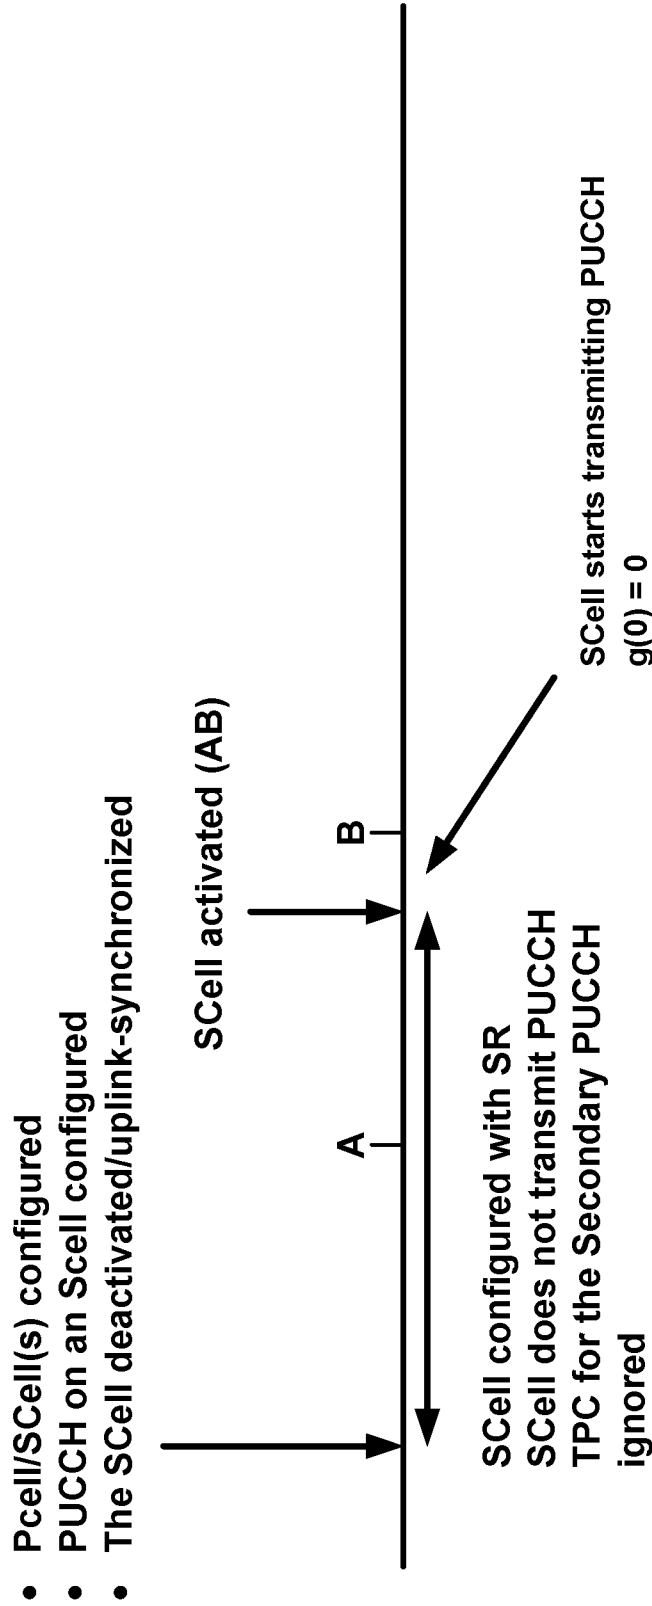 • Pcell/SCell(s) configured
• PUCCH on an Scell configured
• The SCell deactivated/uplink-synchronized
SCell activated (AB)
A
B
SCell configured with SR
SCell does not transmit PUCCH
TPC for the Secondary PUCCH
ignored
SCell starts transmitting PUCCH
g(0) = 0